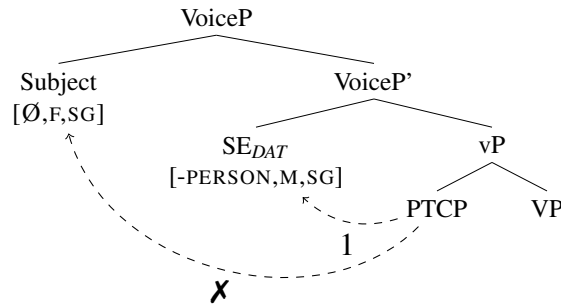 VoiceP
Subject VoiceP'
[Ø,F,SG]
SE_DAT vP
[-PERSON,M,SG]
PTCP VP
1
✗